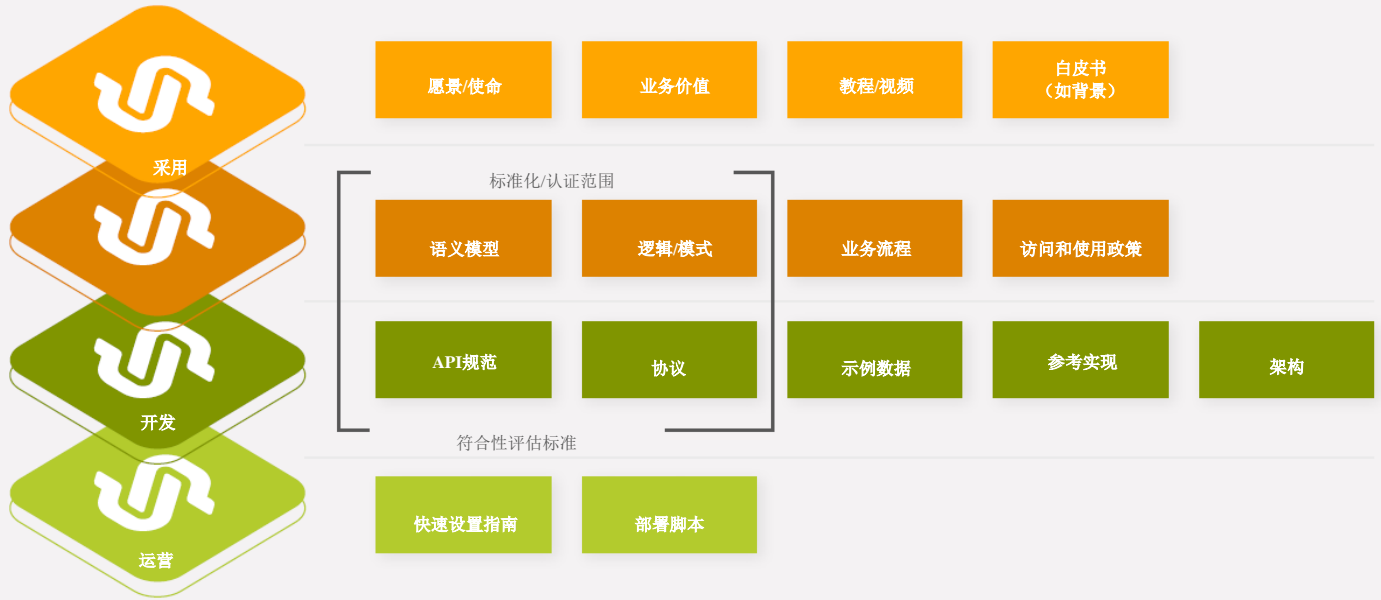 愿景/使命
业务价值
教程/视频
白皮书
（如背景）
采用
标准化/认证范围
语义模型
逻辑/模式
业务流程
访问和使用政策
API规范
协议
示例数据
参考实现
架构
开发
符合性评估标准
快速设置指南
部署脚本
运营